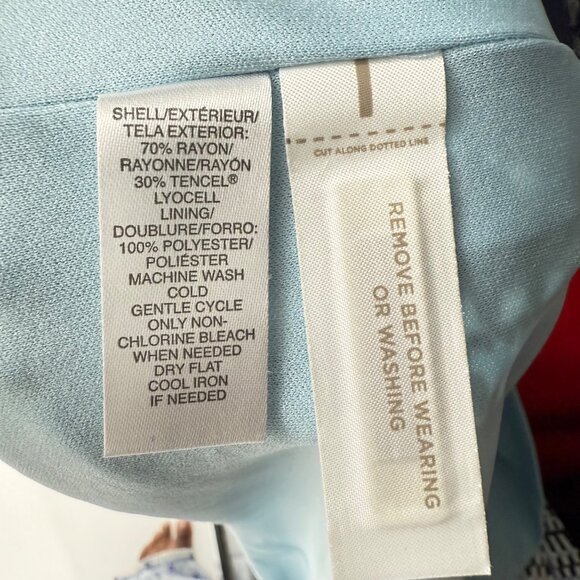 SHELL/EXTÉRIEUR/
TELA EXTERIOR:
70% RAYON/
RAYONNE/RAYÓN
30% TENCEL®
LYOCELL
LINING/
DOUBLURE/FORRO:
100% POLYESTER/
POLIÉSTER
MACHINE WASH
COLD
GENTLE CYCLE
ONLY NON-
CHLORINE BLEACH
WHEN NEEDED
DRY FLAT
COOL IRON
IF NEEDED
CUT ALONG DOTTED LINE
REMOVE BEFORE WEARING
OR WASHING